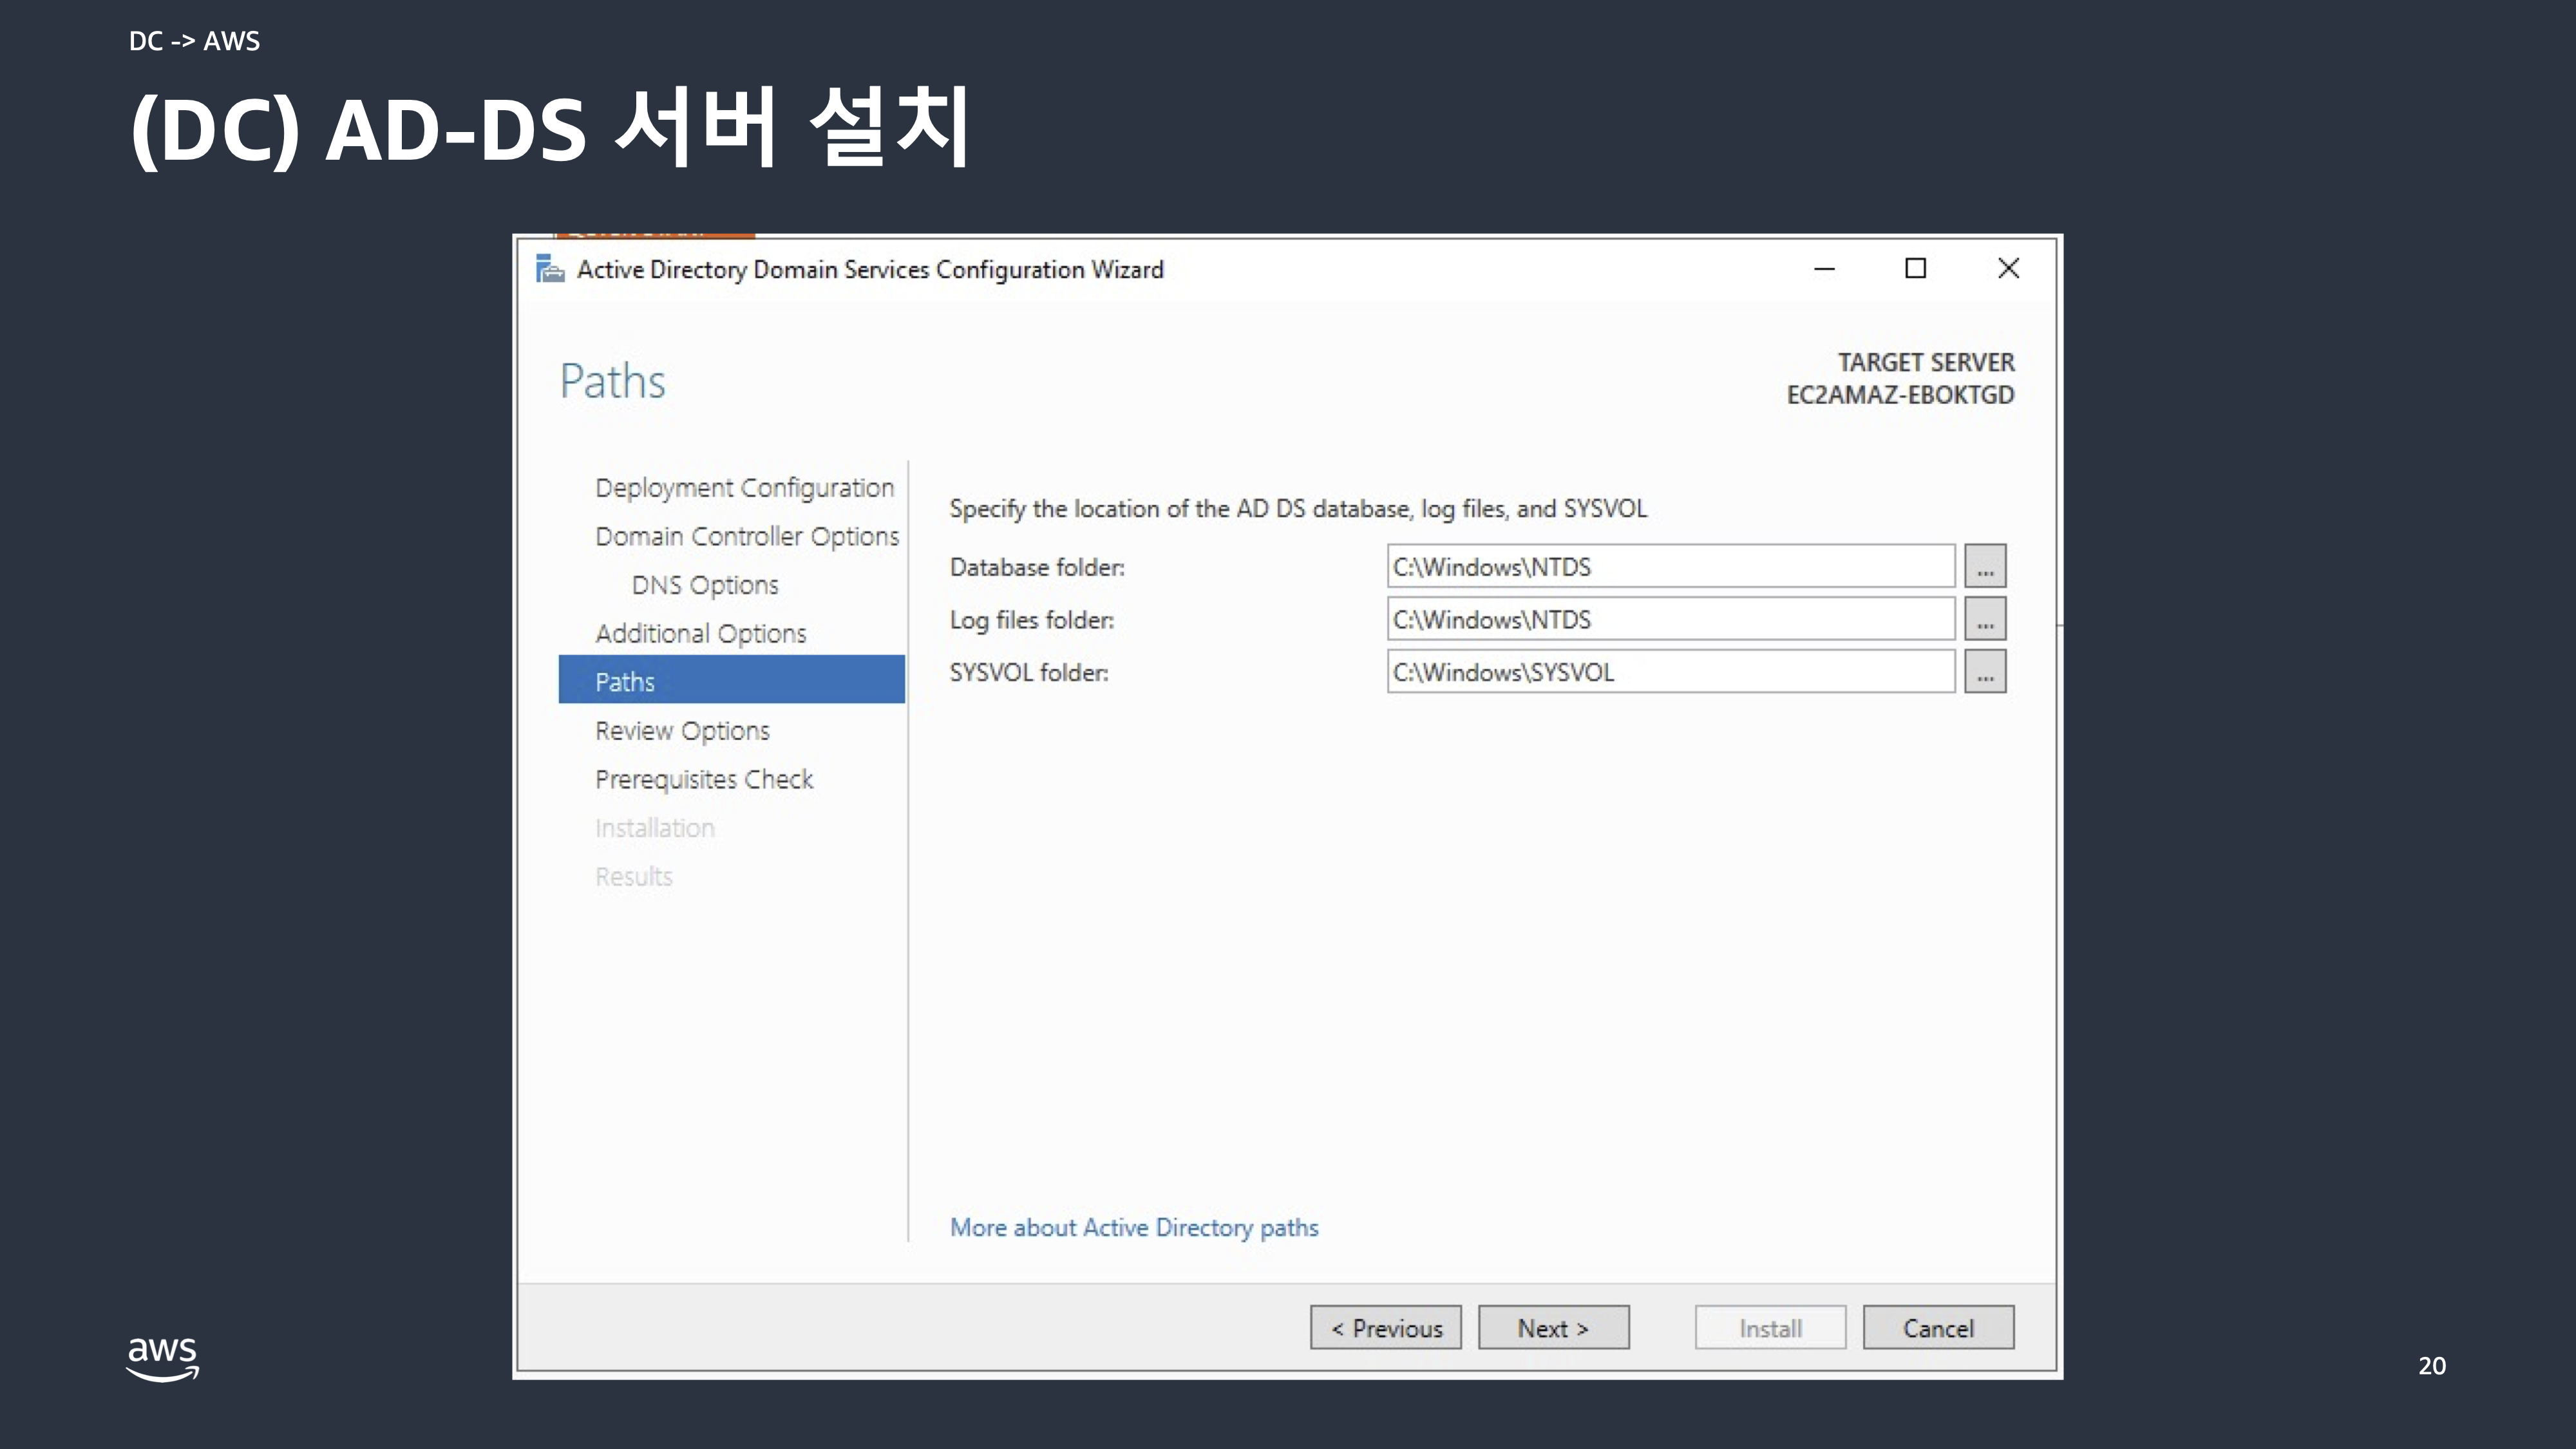 DC -> AWS
(DC) AD-DS 서버 설치
Active Directory Domain Services Configuration Wizard
Paths
TARGET SERVER
EC2AMAZ-EBOKTGD
Deployment Configuration
Domain Controller Options
DNS Options
Additional Options
Paths
Review Options
Prerequisites Check
Installation
Results
Specify the location of the AD DS database, log files, and SYSVOL
Database folder: C:\Windows\NTDS ...
Log files folder: C:\Windows\NTDS ...
SYSVOL folder: C:\Windows\SYSVOL ...
More about Active Directory paths
< Previous Next > Install Cancel
aws
20